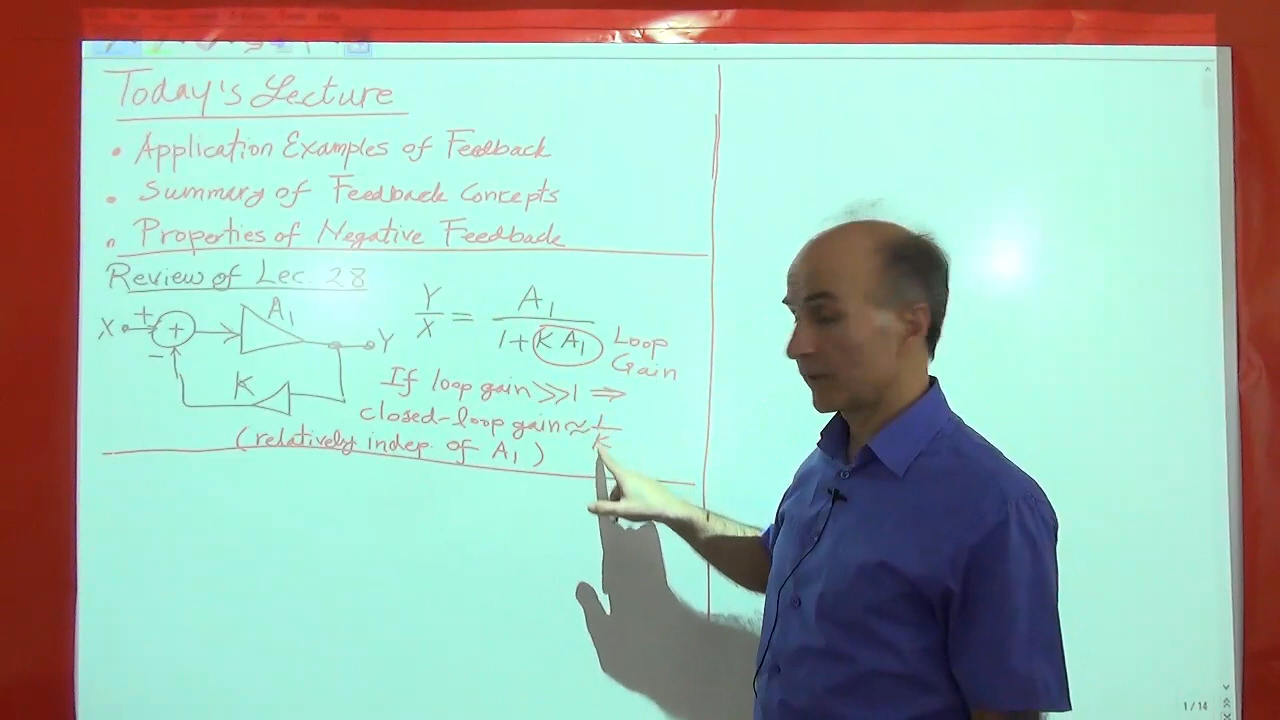 Today's Lecture
• Application Examples of Feedback
• Summary of Feedback Concepts
• Properties of Negative Feedback
Review of Lec. 28
X + + − A1 Y K
Y/X = A1 / (1 + K A1) Loop Gain
If loop gain >> 1 ⇒
closed-loop gain ≈ 1/K
(relatively indep. of A1)
1 / 14